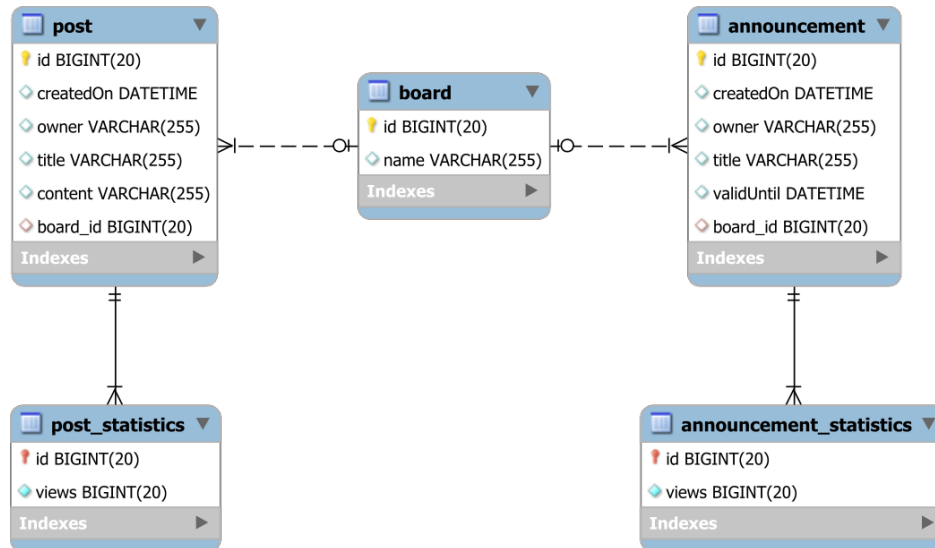 post
id BIGINT(20)
createdOn DATETIME
owner VARCHAR(255)
title VARCHAR(255)
content VARCHAR(255)
board_id BIGINT(20)
Indexes
board
id BIGINT(20)
name VARCHAR(255)
Indexes
announcement
id BIGINT(20)
createdOn DATETIME
owner VARCHAR(255)
title VARCHAR(255)
validUntil DATETIME
board_id BIGINT(20)
Indexes
post_statistics
id BIGINT(20)
views BIGINT(20)
Indexes
announcement_statistics
id BIGINT(20)
views BIGINT(20)
Indexes